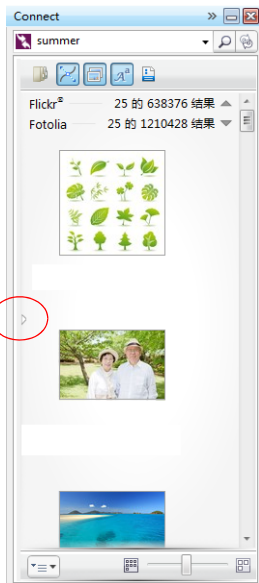 Connect
summer
Flickr® 25 的 638376 结果
Fotolia 25 的 1210428 结果